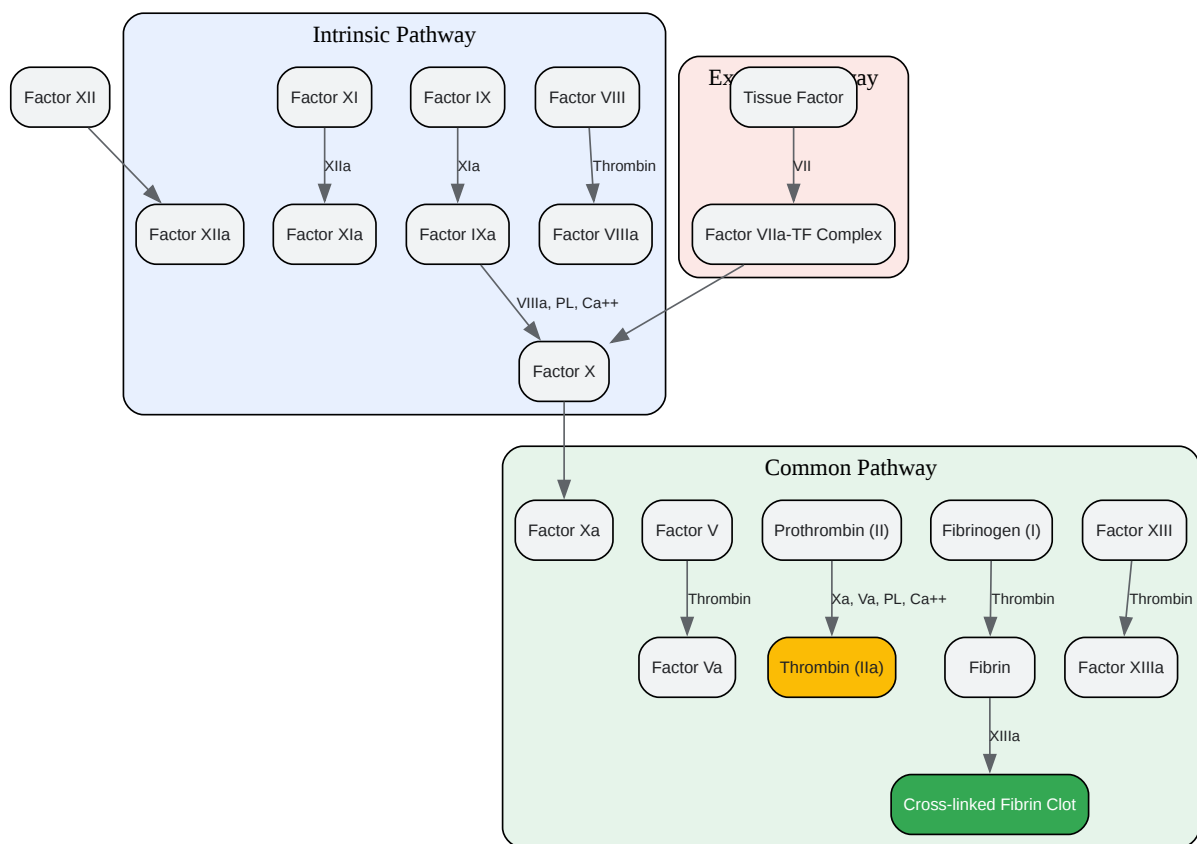 Intrinsic Pathway
Factor XII
Factor XI
Factor IX
Factor VIII
Tissue Factor
XIIa
XIa
Thrombin
VII
Factor XIIa
Factor XIa
Factor IXa
Factor VIIIa
Factor VIIa-TF Complex
VIIIa, PL, Ca++
Factor X
Common Pathway
Factor Xa
Factor V
Prothrombin (II)
Fibrinogen (I)
Factor XIII
Thrombin
Xa, Va, PL, Ca++
Thrombin
Thrombin
Factor Va
Thrombin (IIa)
Fibrin
Factor XIIIa
XIIIa
Cross-linked Fibrin Clot